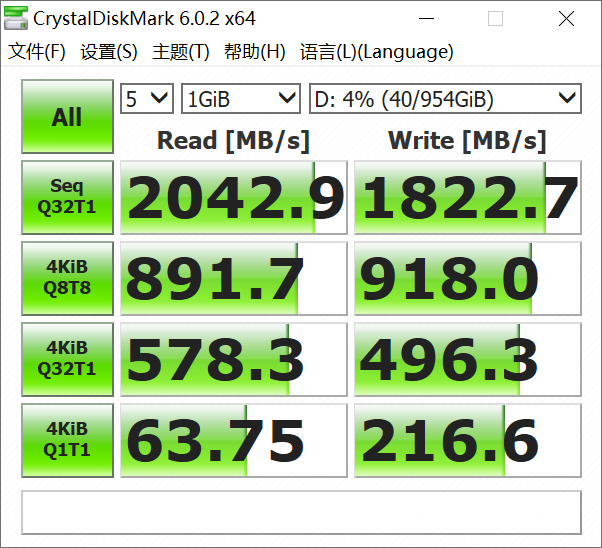 CrystalDiskMark 6.0.2 x64
文件(F) 设置(S) 主题(T) 帮助(H) 语言(L)(Language)
All 5 1GiB D: 4% (40/954GiB)
Read [MB/s] Write [MB/s]
Seq
Q32T1 2042.9 1822.7
4KiB
Q8T8 891.7 918.0
4KiB
Q32T1 578.3 496.3
4KiB
Q1T1 63.75 216.6